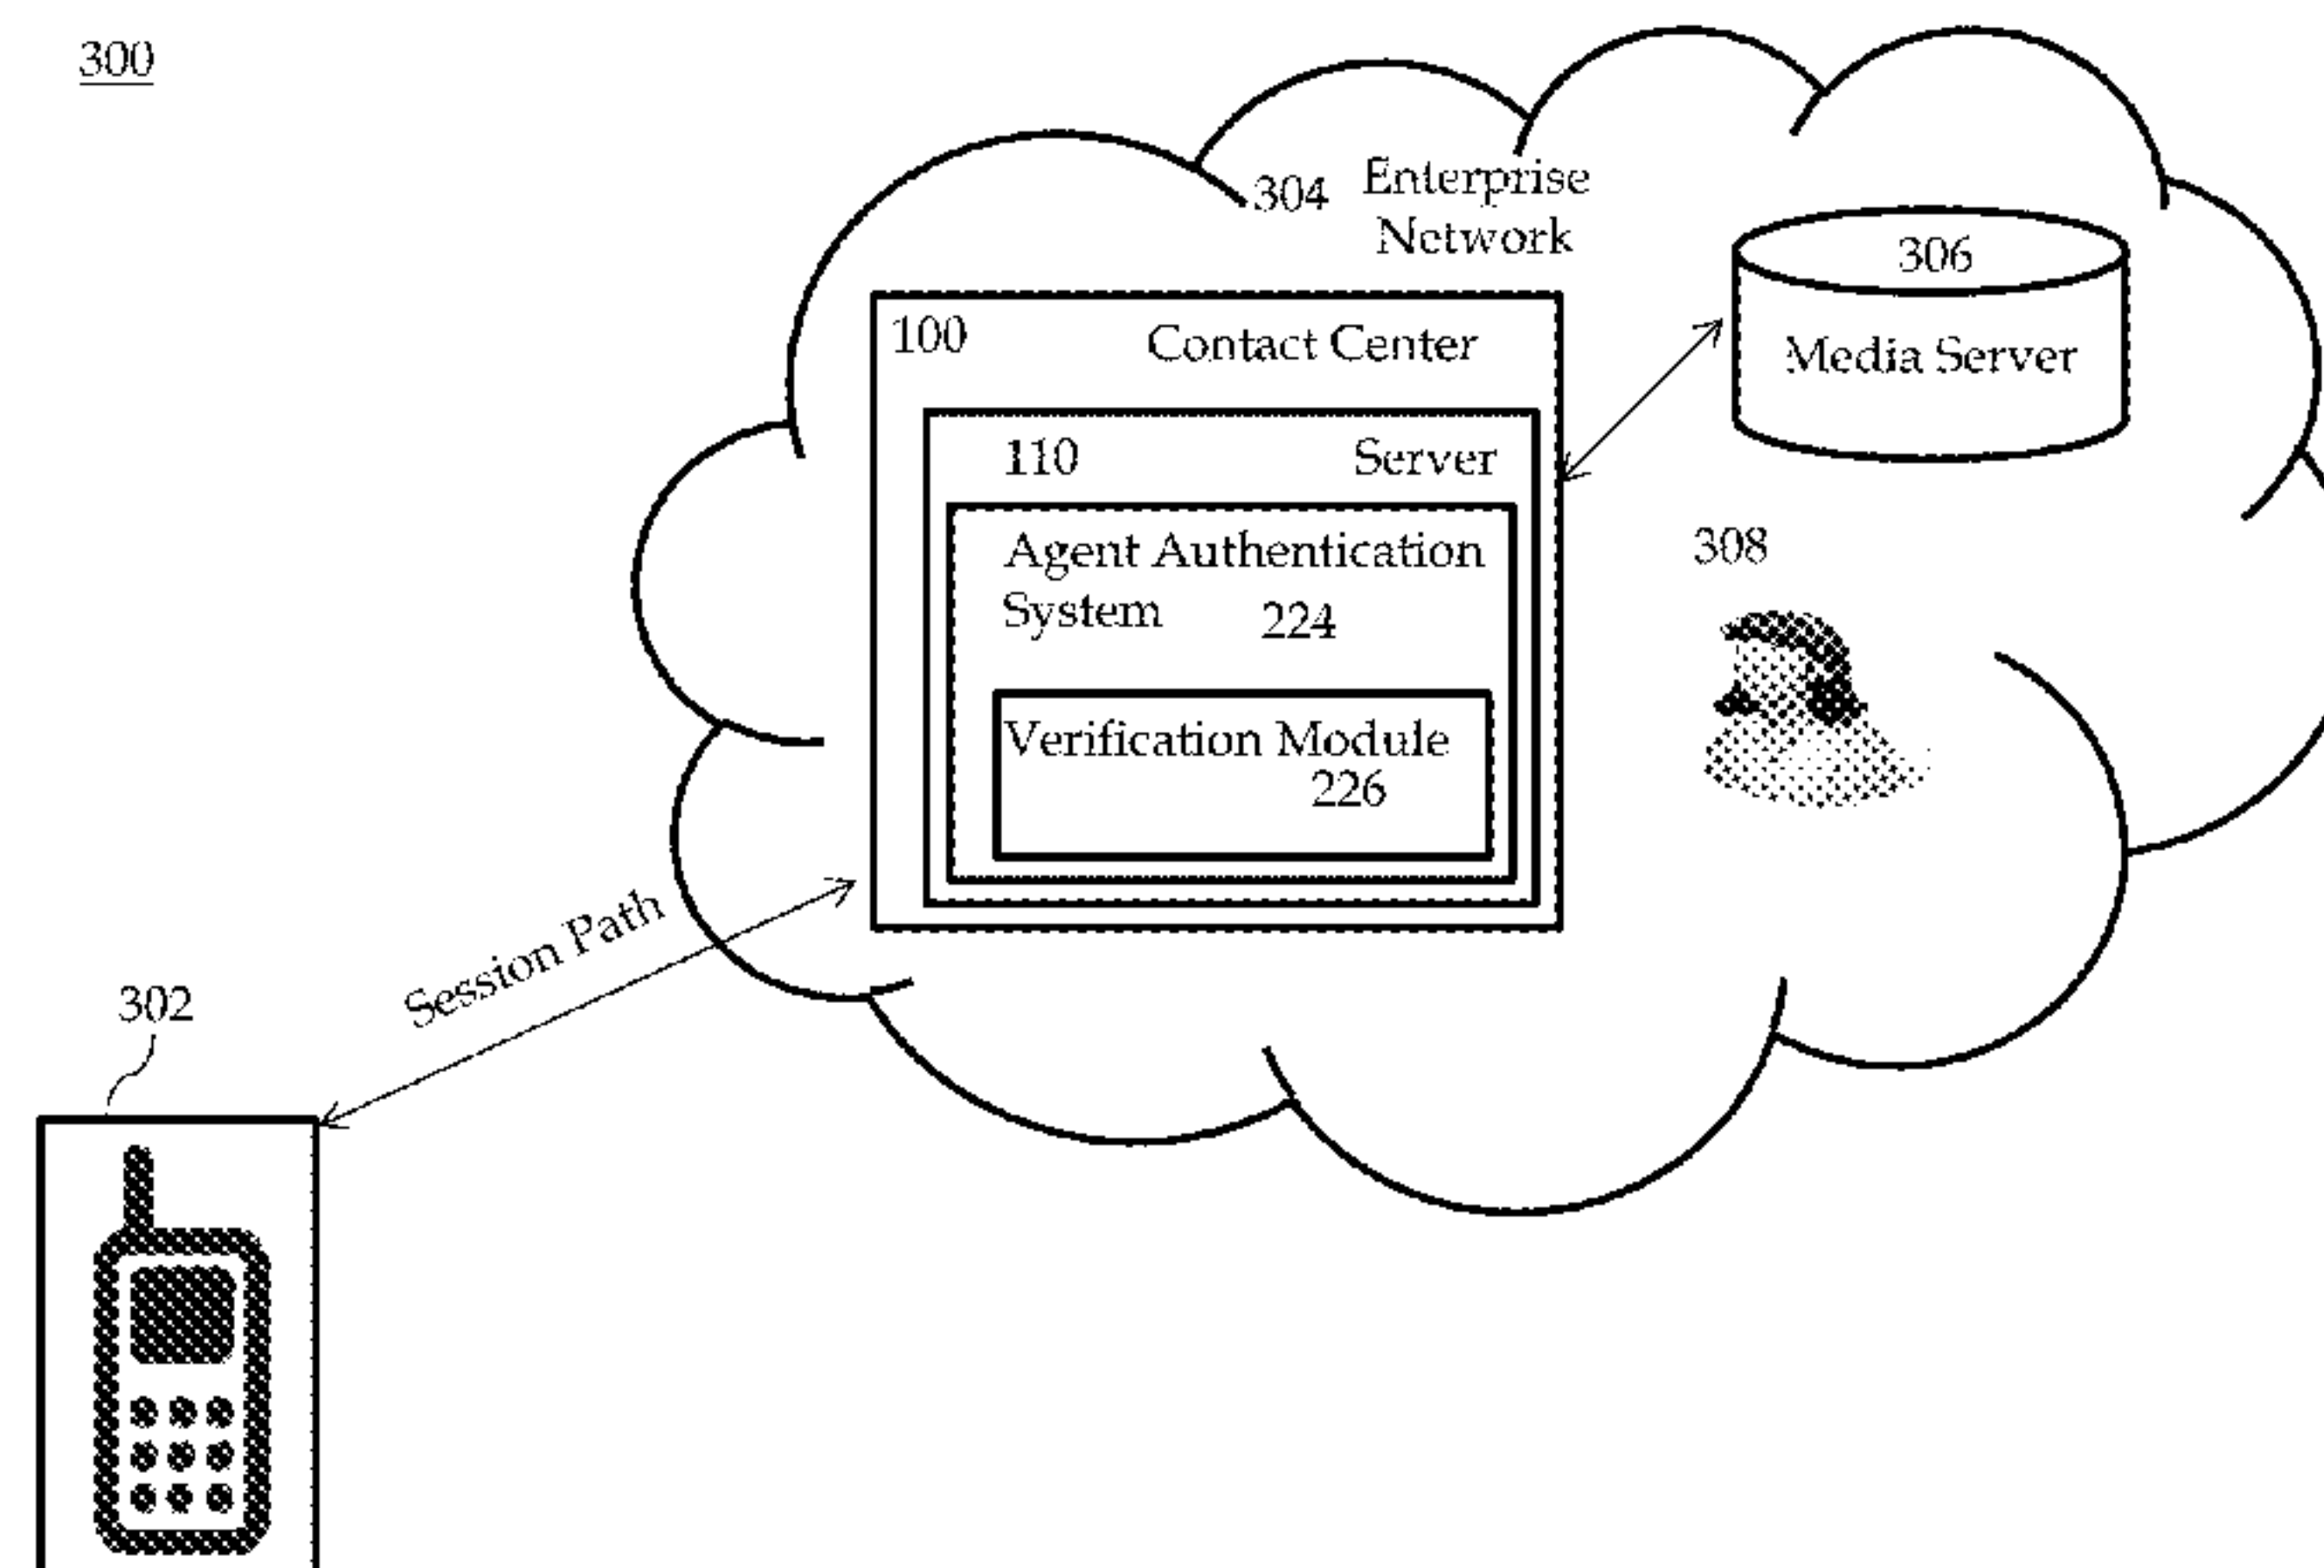 300
304 Enterprise
Network
306
Media Server
100 Contact Center
110 Server
Agent Authentication
System 224
Verification Module
226
308
Session Path
302